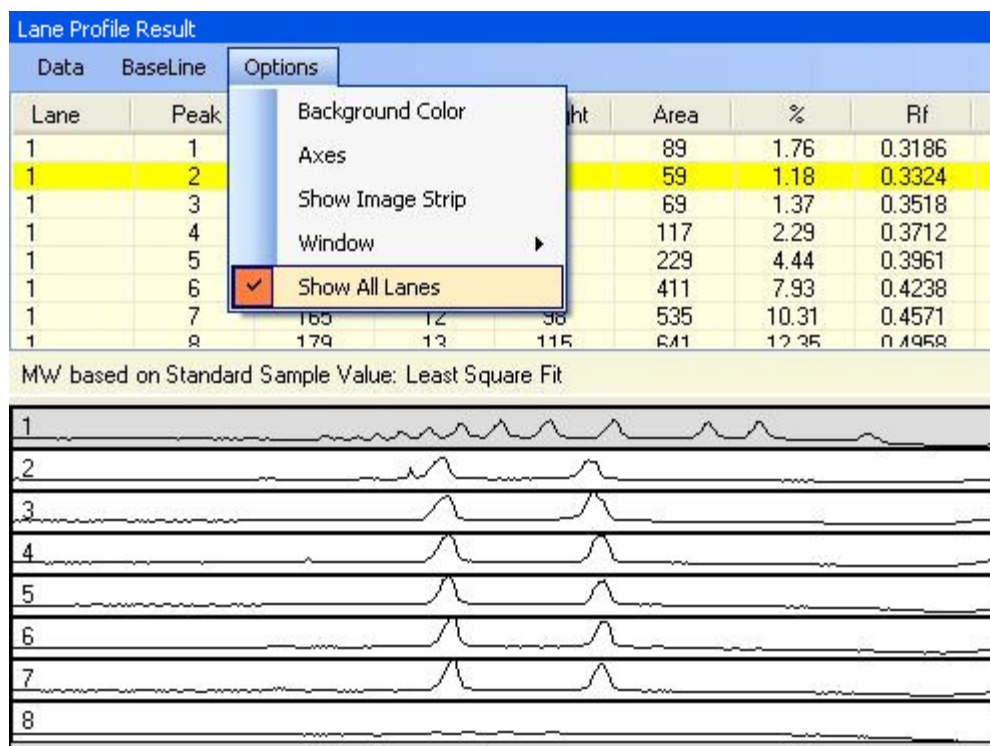 Lane Profile Result
Data BaseLine Options
Lane Peak ht Area % Rf
Background Color
Axes
Show Image Strip
Window
Show All Lanes
1 1 89 1.76 0.3186
1 2 59 1.18 0.3324
1 3 69 1.37 0.3518
1 4 117 2.29 0.3712
1 5 229 4.44 0.3961
1 6 411 7.93 0.4238
1 7 165 12 98 535 10.31 0.4571
1 8 179 13 115 641 12.35 0.4958
MW based on Standard Sample Value: Least Square Fit
1
2
3
4
5
6
7
8